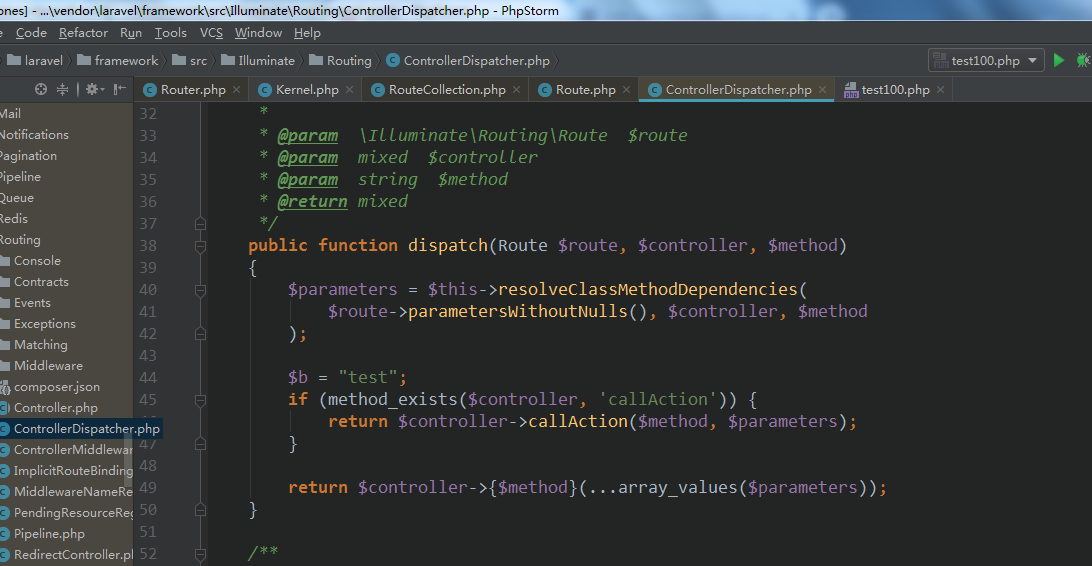 ones] - ...\vendor\laravel\framework\src\Illuminate\Routing\ControllerDispatcher.php - PhpStorm
e Code Refactor Run Tools VCS Window Help
laravel framework src Illuminate Routing ControllerDispatcher.php test100.php
Router.php Kernel.php RouteCollection.php Route.php ControllerDispatcher.php test100.php
Mail
Notifications
Pagination
Pipeline
Queue
Redis
Routing
Console
Contracts
Events
Exceptions
Matching
Middleware
composer.json
Controller.php
ControllerDispatcher.php
ControllerMiddlewar
ImplicitRouteBinding
MiddlewareNameRe
PendingResourceReg
Pipeline.php
RedirectController.pl
32 *
33 * @param \Illuminate\Routing\Route $route
34 * @param mixed $controller
35 * @param string $method
36 * @return mixed
37 */
38 public function dispatch(Route $route, $controller, $method)
39 {
40 $parameters = $this->resolveClassMethodDependencies(
41 $route->parametersWithoutNulls(), $controller, $method
42 );
43
44 $b = "test";
45 if (method_exists($controller, 'callAction')) {
return $controller->callAction($method, $parameters);
47 }
48
49 return $controller->{$method}(...array_values($parameters));
50 }
51
52 /**